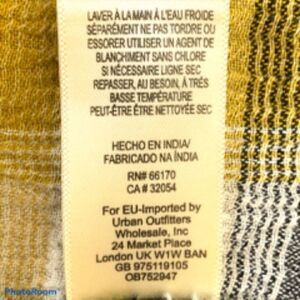 LAVER À LA MAIN À L'EAU FROIDE
SÉPARÉMENT NE PAS TORDRE OU
ESSORER UTILISER UN AGENT DE
BLANCHIMENT SANS CHLORE
SI NÉCESSAIRE LIGNE SEC
REPASSER, AU BESOIN, À TRÉS
BASSE TEMPÉRATURE
PEUT-ÊTRE ÊTRE NETTOYÉE SEC
HECHO EN INDIA/
FABRICADO NA ÍNDIA
RN# 66170
CA # 32054
For EU-Imported by
Urban Outfitters
Wholesale, Inc
24 Market Place
London UK W1W BAN
GB 975119105
OB752947
PhotoRoom